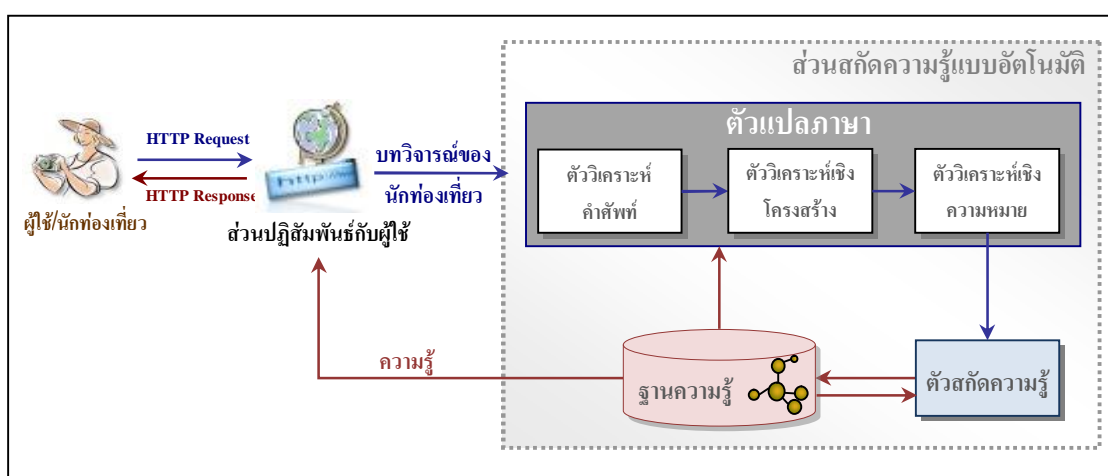 ส่วนสกัดความรู้แบบอัตโนมัติ
ตัวแปลภาษา
HTTP Request
HTTP Response
ผู้ใช้/นักท่องเที่ยว
http://
ส่วนปฏิสัมพันธ์กับผู้ใช้
บทวิจารณ์ของ
นักท่องเที่ยว
ตัววิเคราะห์
คำศัพท์
ตัววิเคราะห์เชิง
โครงสร้าง
ตัววิเคราะห์เชิง
ความหมาย
ความรู้
ฐานความรู้
ตัวสกัดความรู้